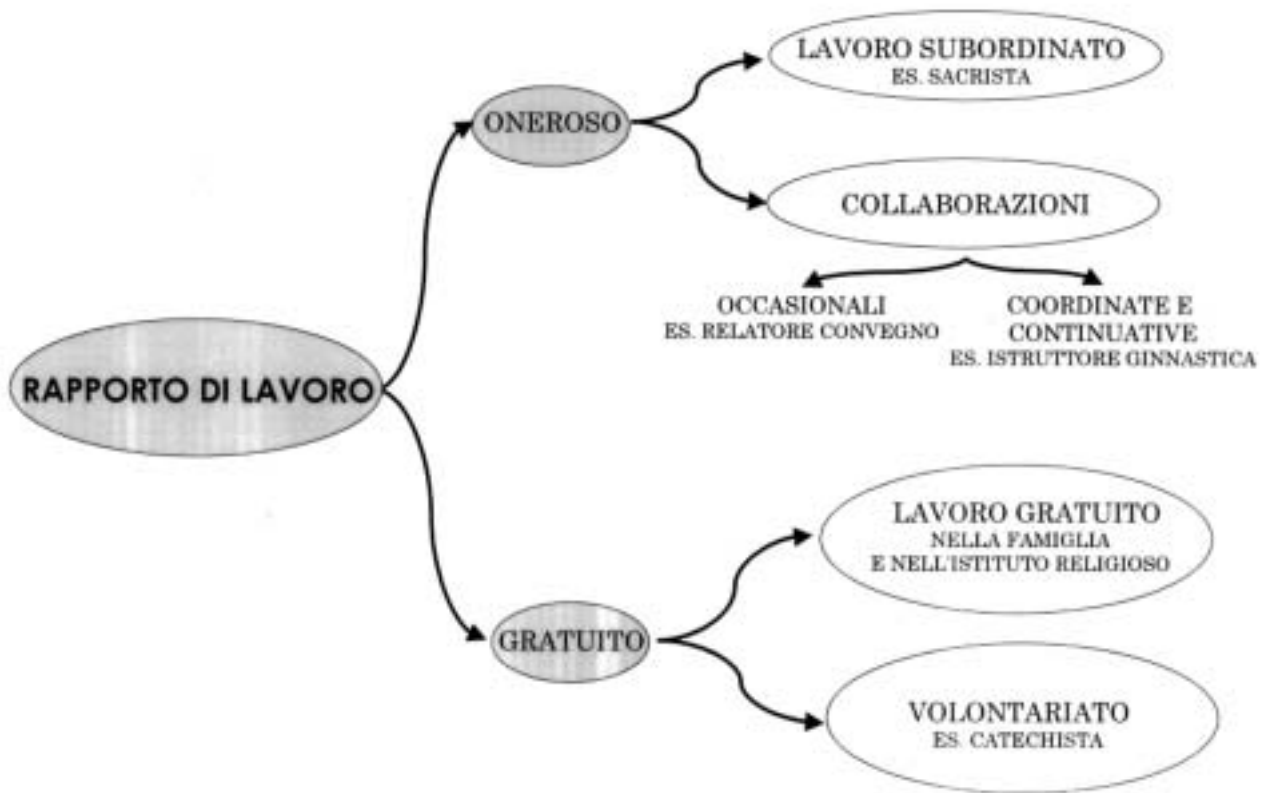 LAVORO SUBORDINATO
ES. SACRISTA
ONEROSO
COLLABORAZIONI
OCCASIONALI
ES. RELATORE CONVEGNO
COORDINATE E
CONTINUATIVE
ES. ISTRUTTORE GINNASTICA
RAPPORTO DI LAVORO
LAVORO GRATUITO
NELLA FAMIGLIA
E NELL'ISTITUTO RELIGIOSO
GRATUITO
VOLONTARIATO
ES. CATECHISTA